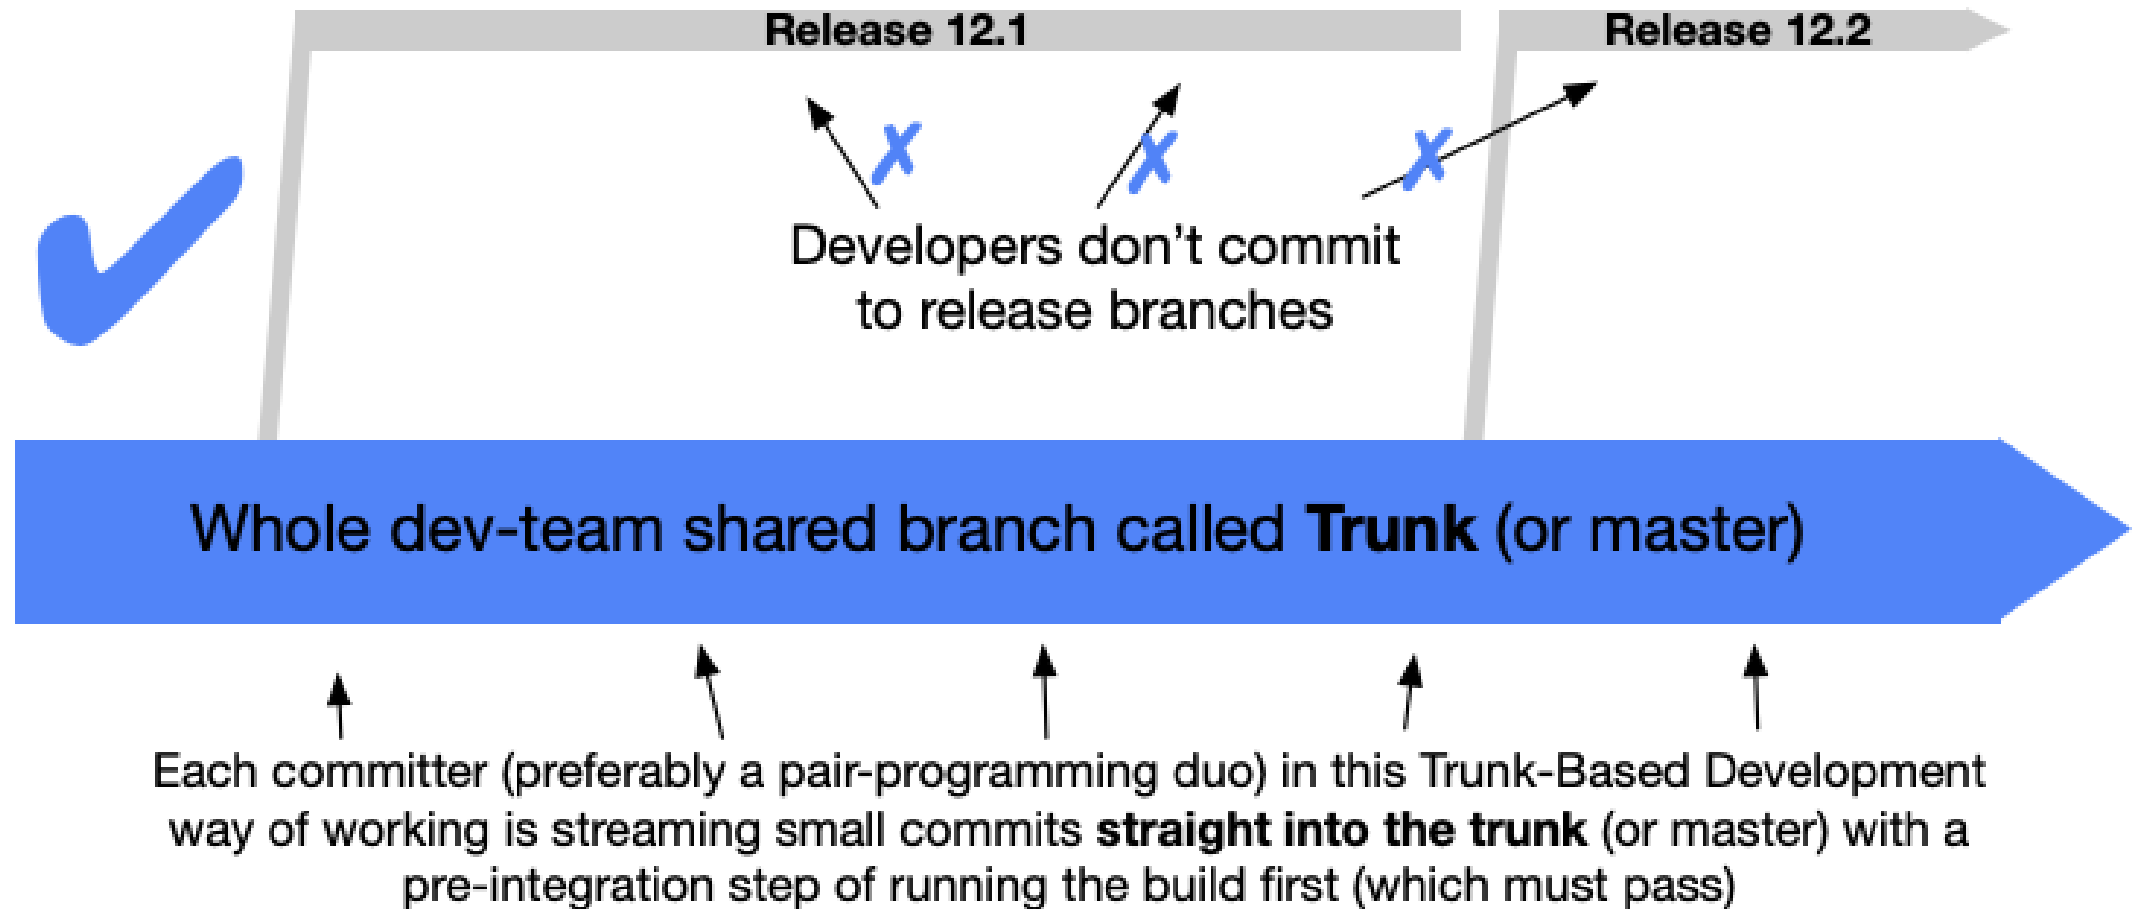 Release 12.1
Release 12.2
Developers don't commit
to release branches
Whole dev-team shared branch called Trunk (or master)
Each committer (preferably a pair-programming duo) in this Trunk-Based Development
way of working is streaming small commits straight into the trunk (or master) with a
pre-integration step of running the build first (which must pass)